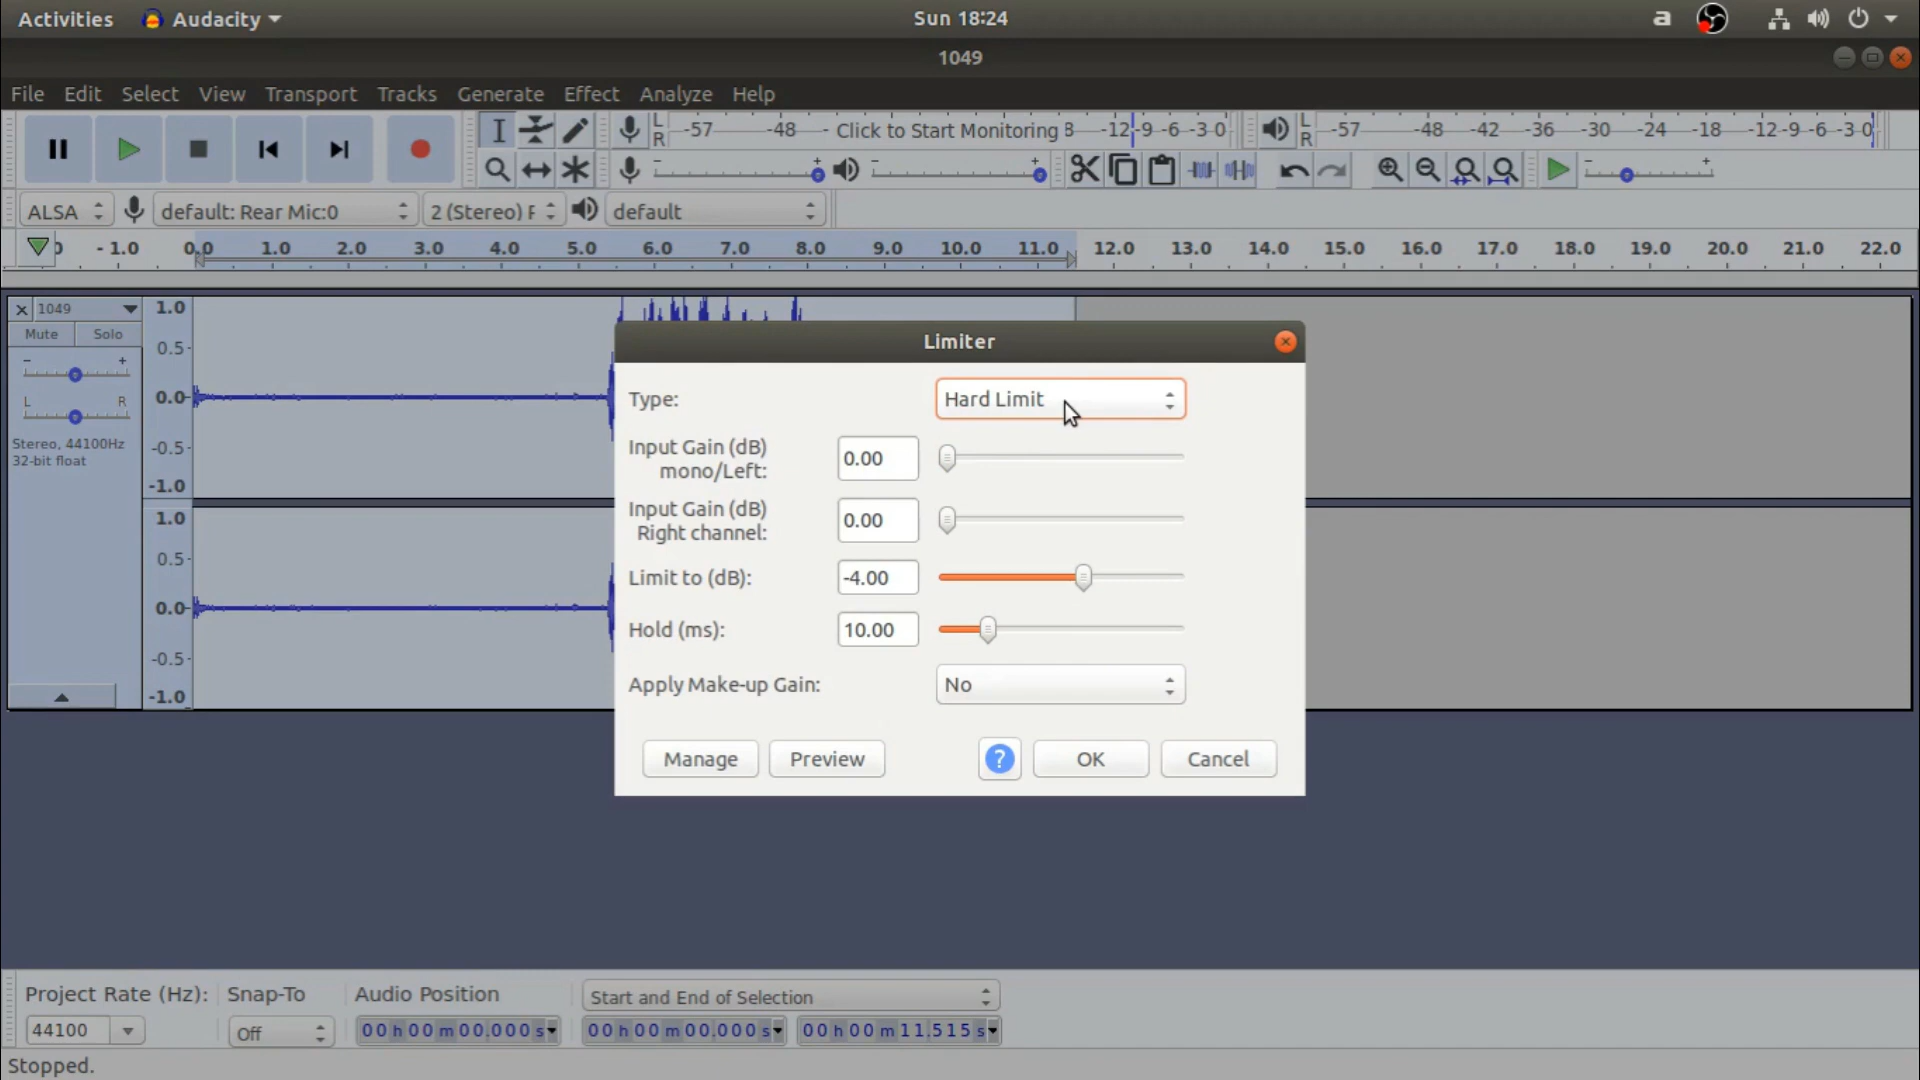 Activities Audacity Sun 18:24 a
1049
File Edit Select View Transport Tracks Generate Effect Analyze Help
L R -57 -48 - Click to Start Monitoring 8 -12 -9 -6 -3 0 L R -57 -48 -42 -36 -30 -24 -18 -12 -9 -6 -3 0
- + - + - +
ALSA default: Rear Mic:0 2 (Stereo) F default
- 1.0 0.0 1.0 2.0 3.0 4.0 5.0 6.0 7.0 8.0 9.0 10.0 11.0 12.0 13.0 14.0 15.0 16.0 17.0 18.0 19.0 20.0 21.0 22.0
1049
Mute Solo
- +
L R
Stereo, 44100Hz
32-bit float
1.0
0.5
0.0
-0.5
-1.0
1.0
0.5
0.0
-0.5
-1.0
Limiter
Type: Hard Limit
Input Gain (dB)
mono/Left: 0.00
Input Gain (dB)
Right channel: 0.00
Limit to (dB): -4.00
Hold (ms): 10.00
Apply Make-up Gain: No
Manage Preview ? OK Cancel
Project Rate (Hz): Snap-To Audio Position Start and End of Selection
44100 Off 00 h 00 m 00.000 s 00 h 00 m 00.000 s 00 h 00 m 11.515 s
Stopped.